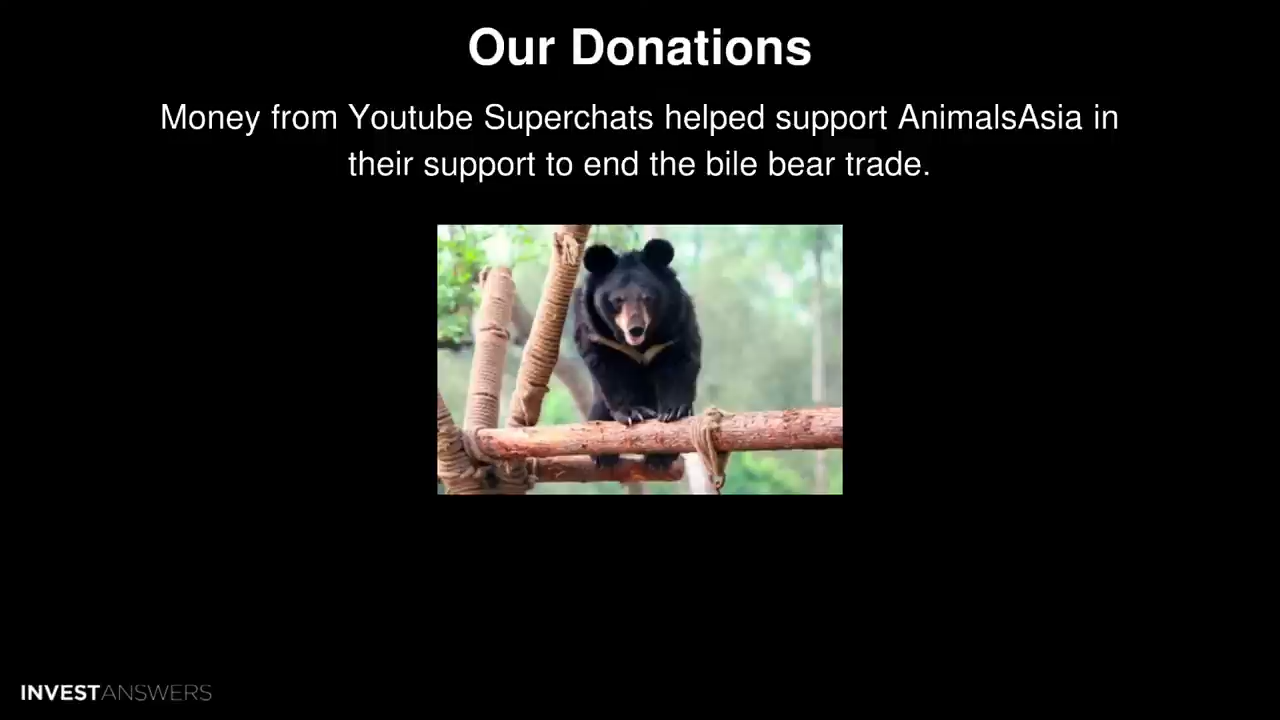 Our Donations
Money from Youtube Superchats helped support AnimalsAsia in
their support to end the bile bear trade.
INVESTANSWERS